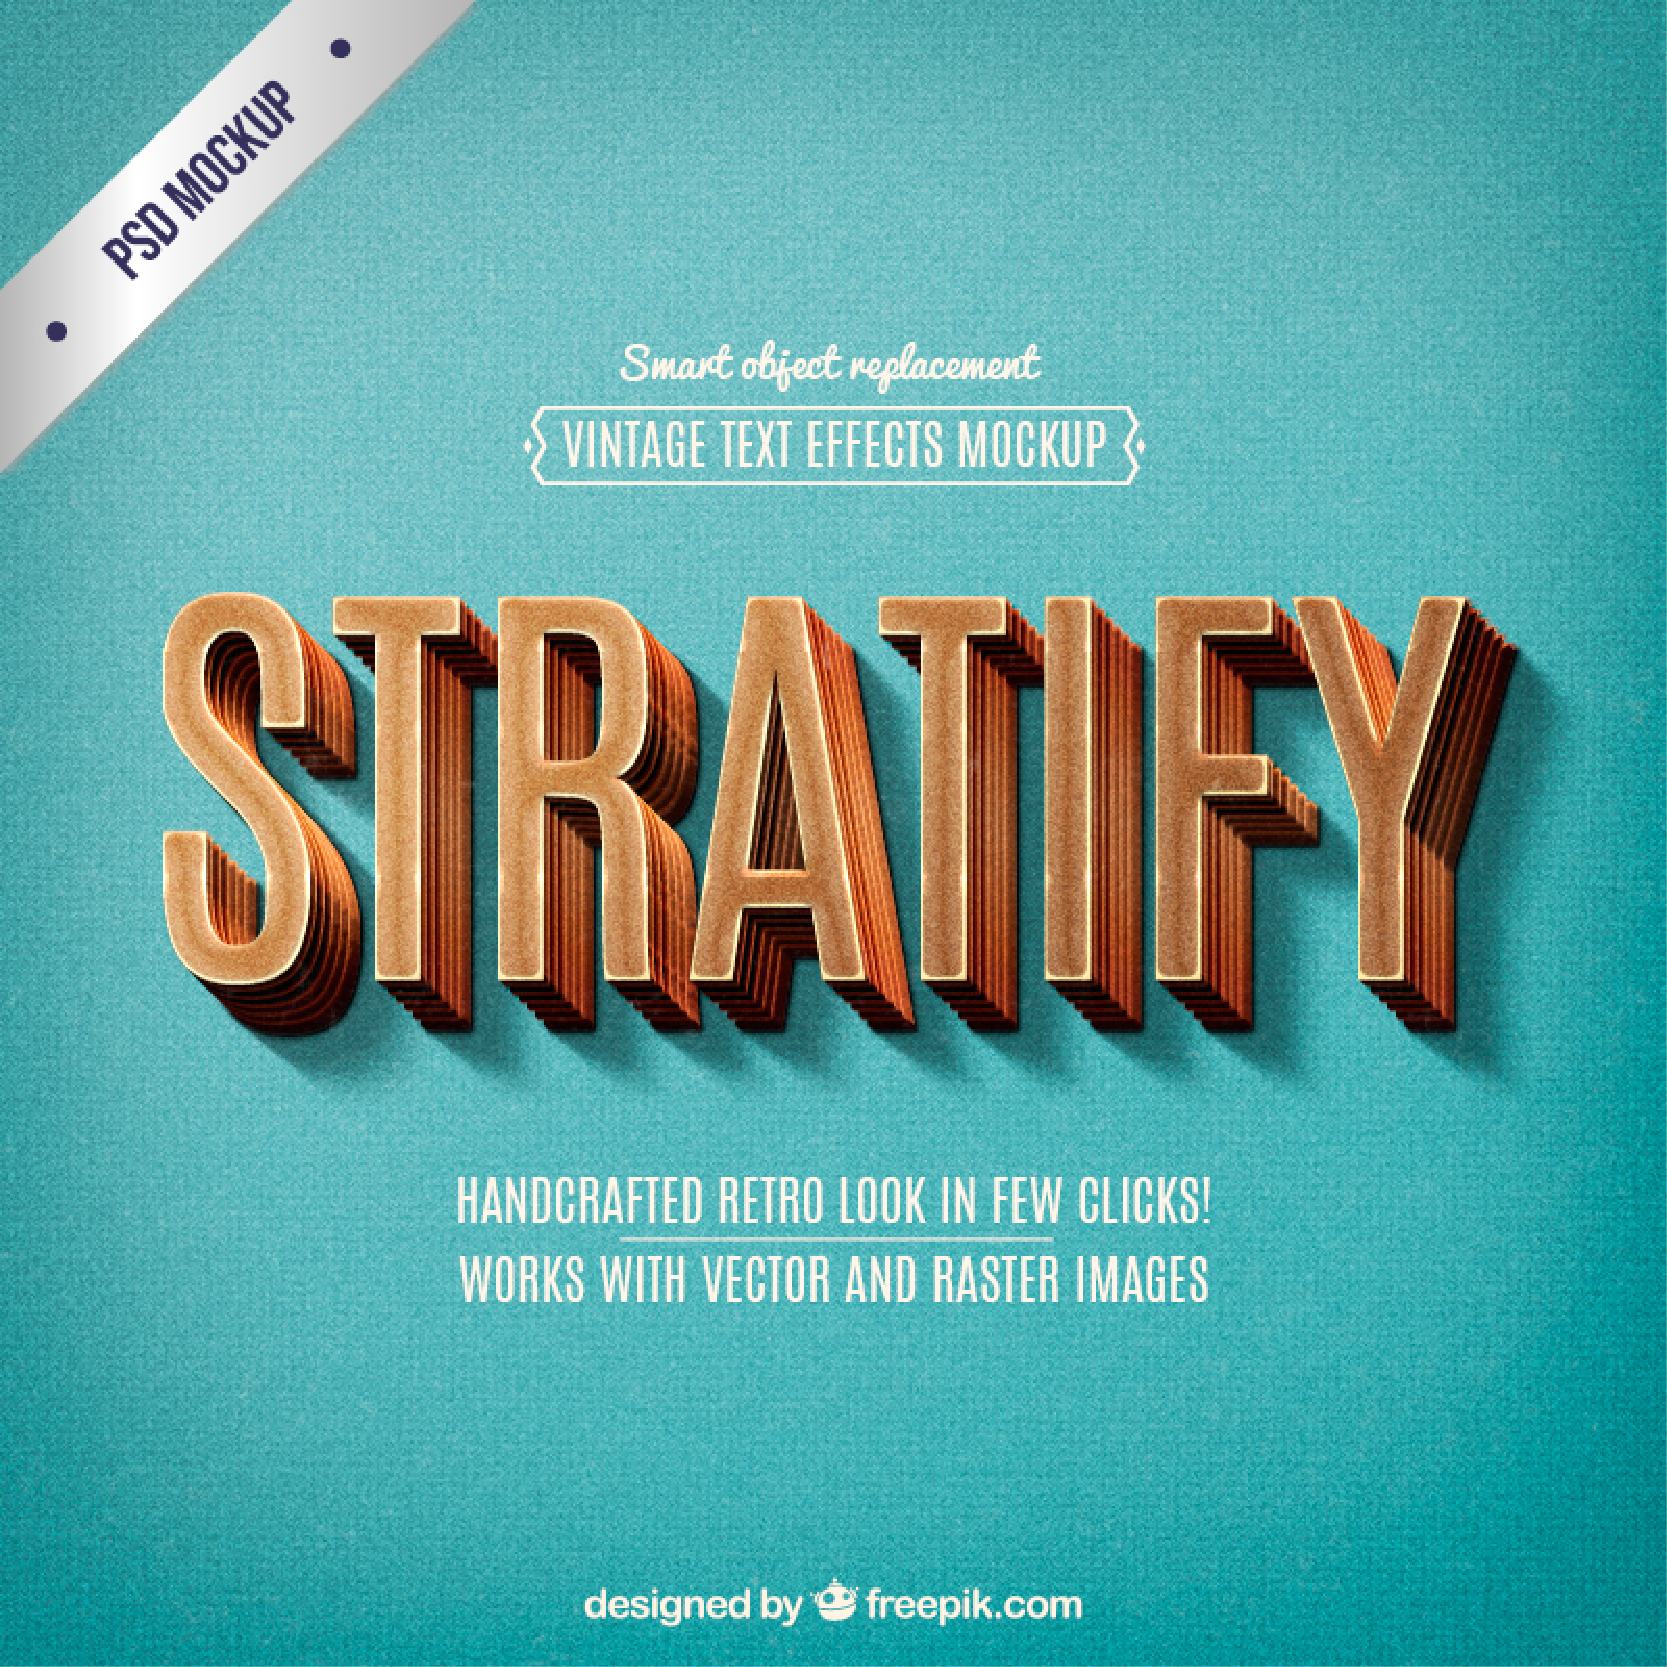 PSD MOCKUP
Smart object replacement
VINTAGE TEXT EFFECTS MOCKUP
STRATIFY
HANDCRAFTED RETRO LOOK IN FEW CLICKS!
WORKS WITH VECTOR AND RASTER IMAGES
designed by freepik.com